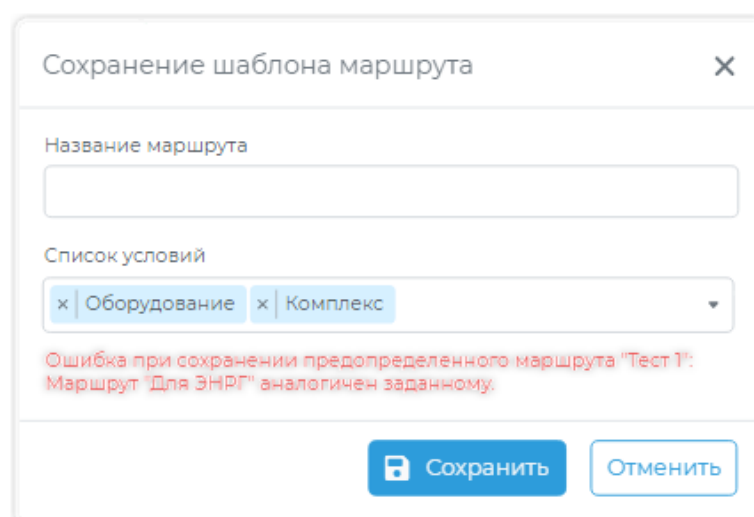 Сохранение шаблона маршрута
Название маршрута
Список условий
× Оборудование × Комплекс
Ошибка при сохранении предопределенного маршрута "Тест 1":
Маршрут "Для ЭНРГ" аналогичен заданному.
Сохранить Отменить